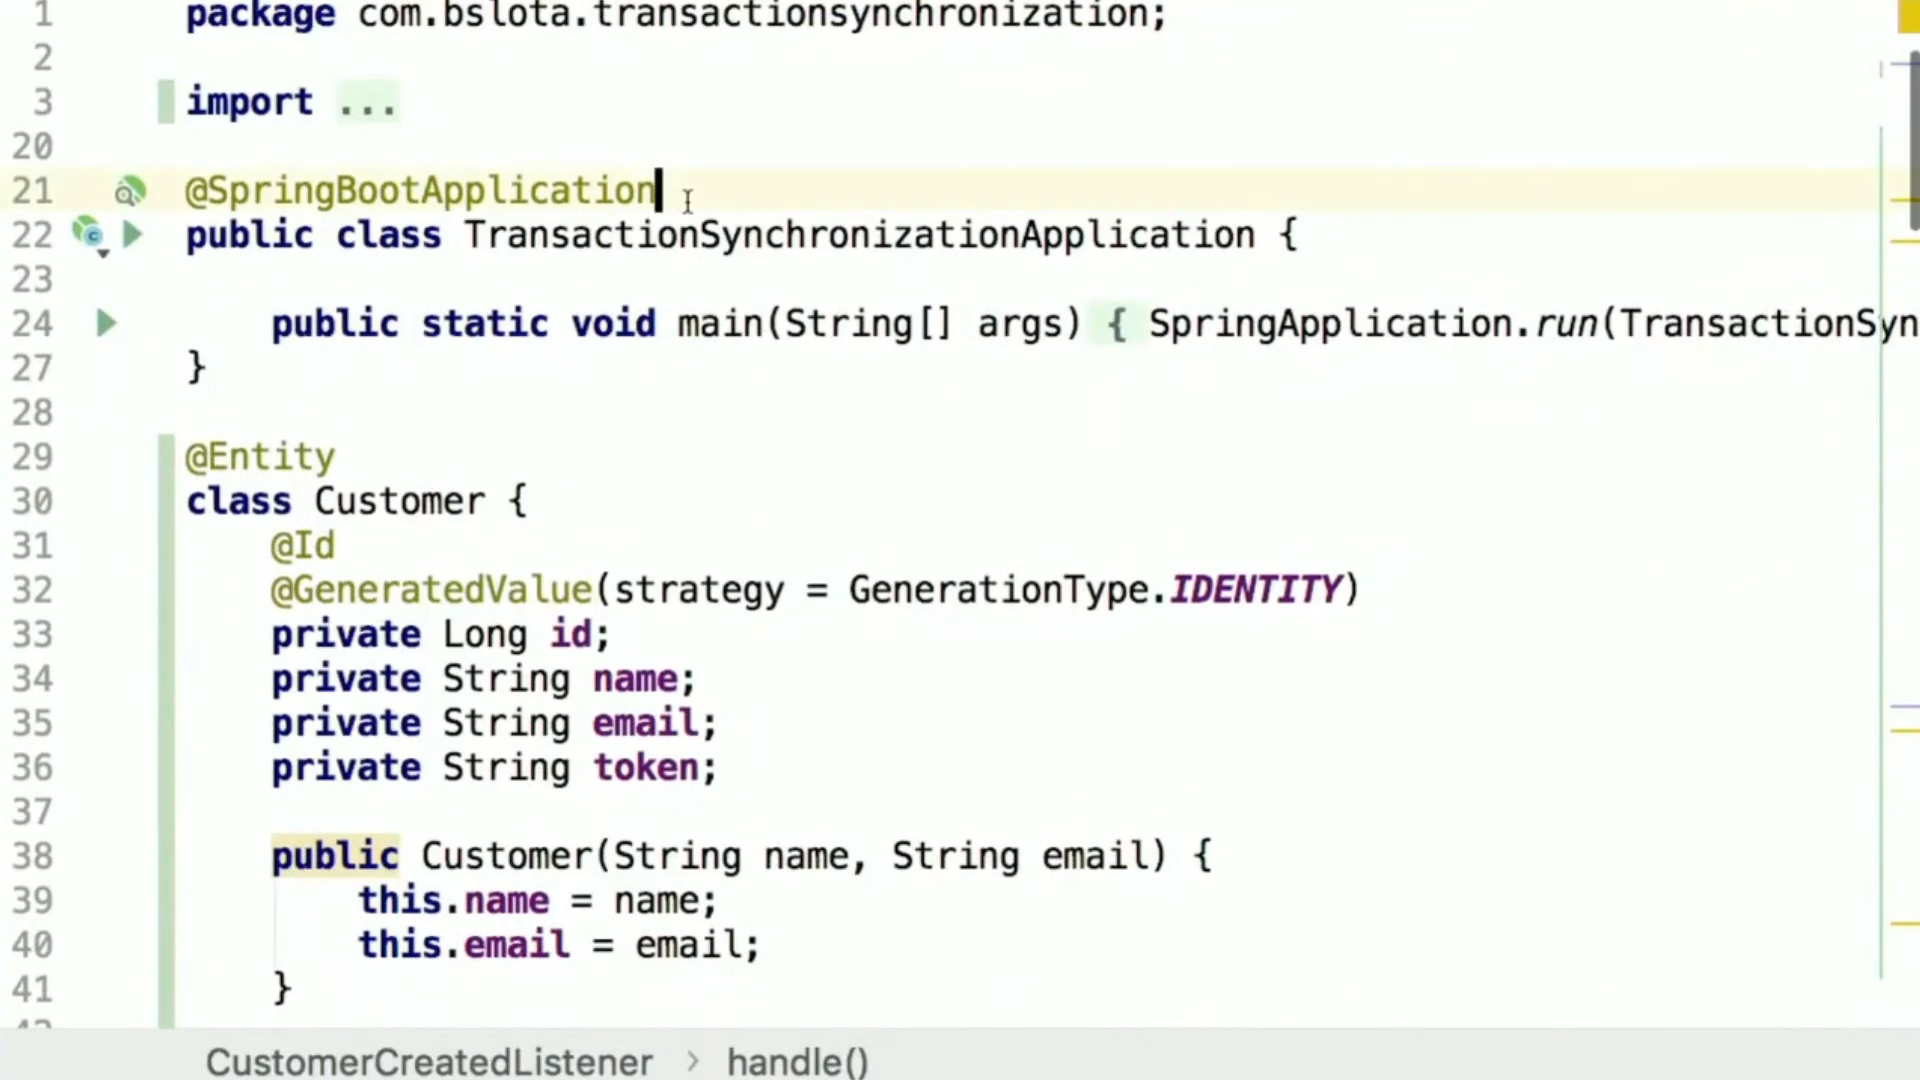 1 package com.bslota.transactionsynchronization;
2
3 import ...
20
21 @SpringBootApplication
22 public class TransactionSynchronizationApplication {
23
24 public static void main(String[] args) { SpringApplication.run(TransactionSyn
27 }
28
29 @Entity
30 class Customer {
31 @Id
32 @GeneratedValue(strategy = GenerationType.IDENTITY)
33 private Long id;
34 private String name;
35 private String email;
36 private String token;
37
38 public Customer(String name, String email) {
39 this.name = name;
40 this.email = email;
41 }
CustomerCreatedListener > handle()